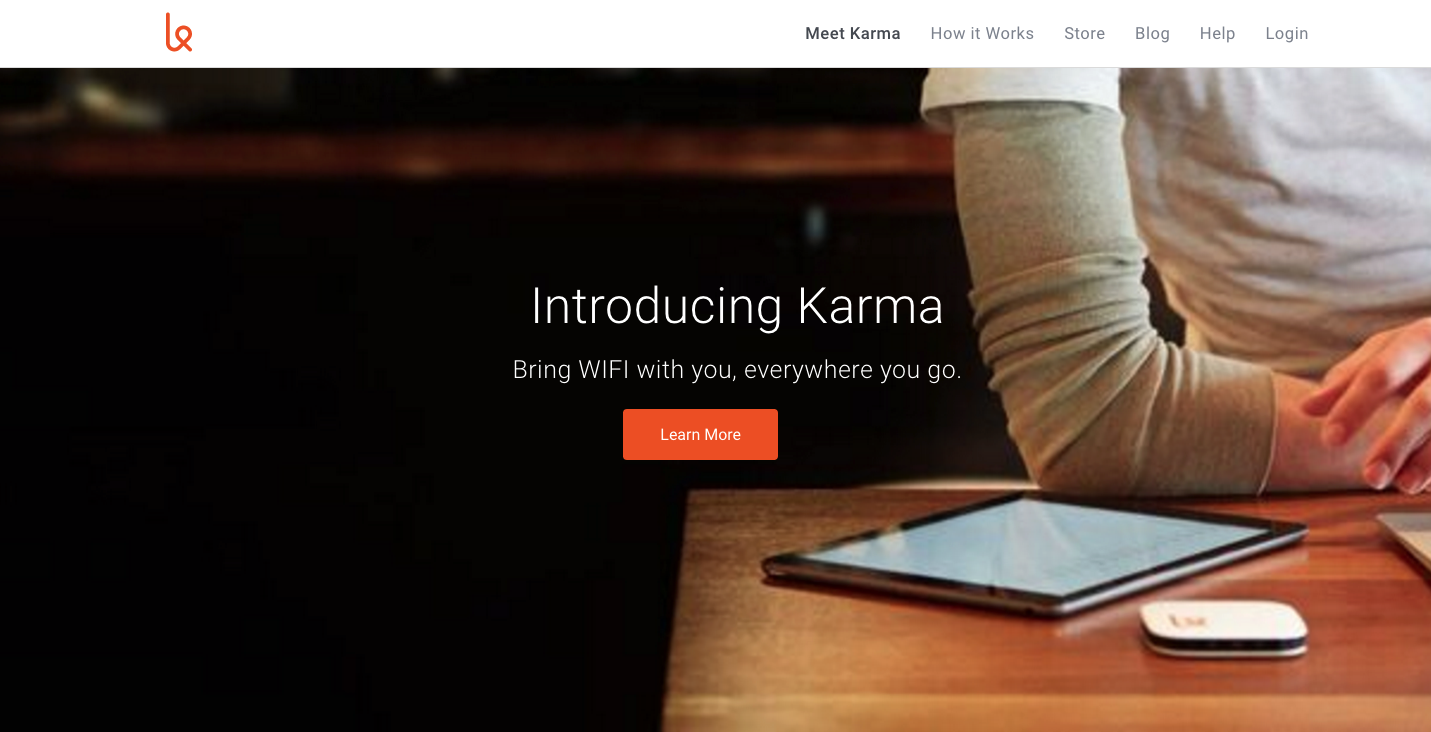 Meet Karma
How it Works
Store
Blog
Help
Login
Introducing Karma
Bring WIFI with you, everywhere you go.
Learn More